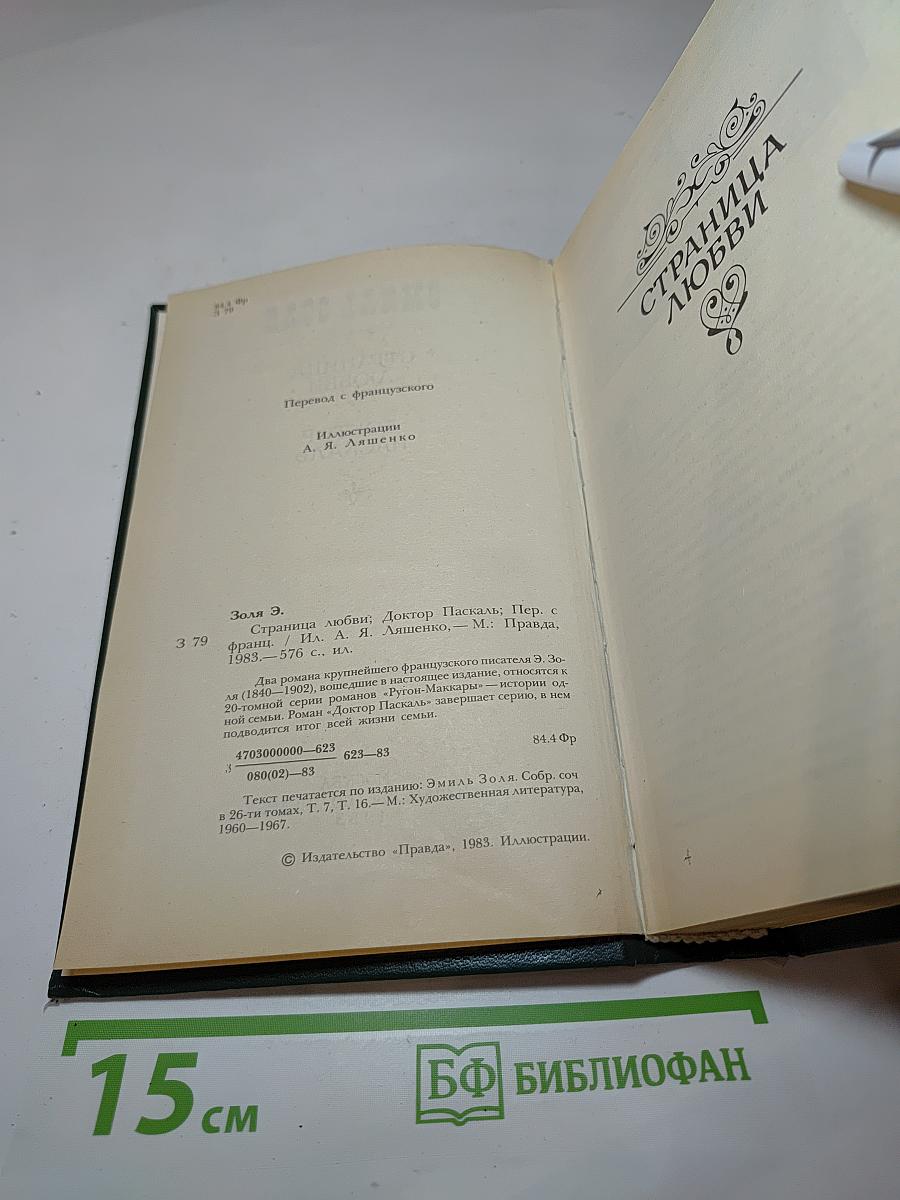 84.4 Фр
З 79
Перевод с французского
Иллюстрации
А. Я. Ляшенко
Золя Э.
З 79
Страница любви; Доктор Паскаль; Пер. с
франц. / Ил. А. Я. Ляшенко,— М.: Правда,
1983.—576 с., ил.
Два романа крупнейшего французского писателя Э. Зо-
ля (1840—1902), вошедшие в настоящее издание, относятся к
20-томной серии романов «Ругон-Маккары»—истории од-
ной семьи. Роман «Доктор Паскаль» завершает серию, в нем
подводится итог всей жизни семьи.
З 4703000000—623 623—83
080(02)—83
84.4 Фр
Текст печатается по изданию: Эмиль Золя. Собр. соч
в 26-ти томах, Т. 7, Т. 16.—М.: Художественная литература,
1960—1967.
© Издательство «Правда», 1983. Иллюстрации.
СТРАНИЦА
ЛЮБВИ
15 см
БФ БИБЛИОФАН